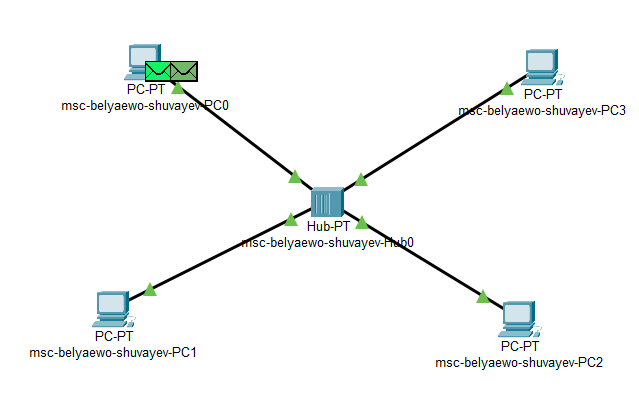 PC-PT
msc-belyaewo-shuvayev-PC0
PC-PT
msc-belyaewo-shuvayev-PC3
Hub-PT
msc-belyaewo-shuvayev-Hub0
PC-PT
msc-belyaewo-shuvayev-PC1
PC-PT
msc-belyaewo-shuvayev-PC2